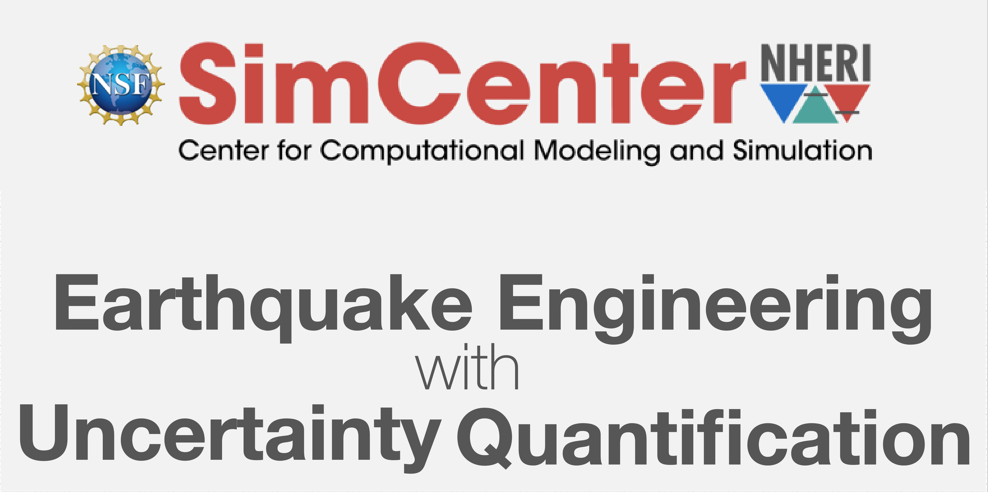 NSF SimCenter NHERI
Center for Computational Modeling and Simulation
Earthquake Engineering
with
Uncertainty Quantification